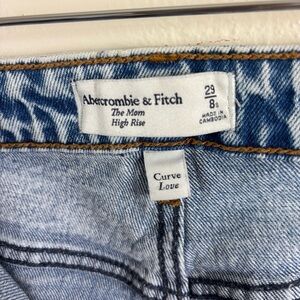 Abercrombie & Fitch
The Mom
High Rise
29
8s
MADE IN
CAMBODIA
Curve
Love